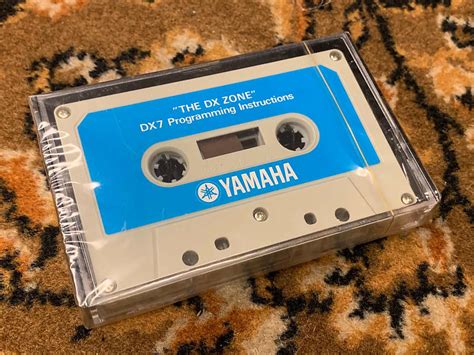 "THE DX ZONE"
DX7 Programming Instructions
YAMAHA